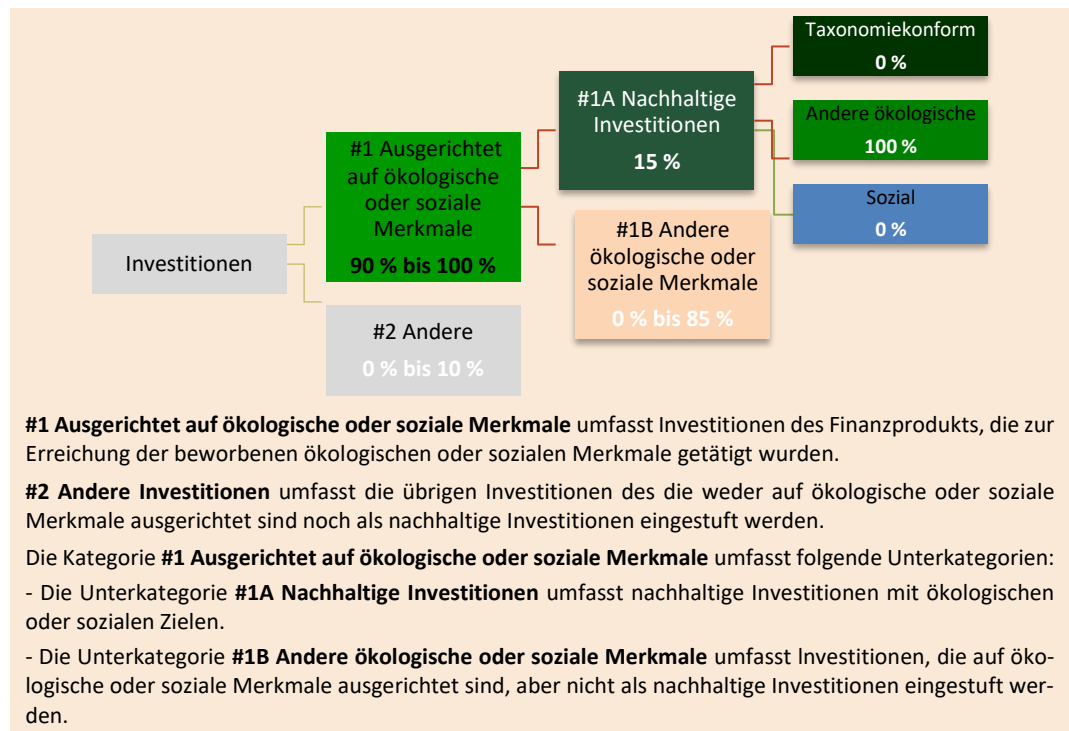 Investitionen
#1 Ausgerichtet
auf ökologische
oder soziale
Merkmale
90 % bis 100 %
#2 Andere
0 % bis 10 %
#1A Nachhaltige
Investitionen
15 %
#1B Andere
ökologische oder
soziale Merkmale
0 % bis 85 %
Taxonomiekonform
0 %
Andere ökologische
100 %
Sozial
0 %
#1 Ausgerichtet auf ökologische oder soziale Merkmale umfasst Investitionen des Finanzprodukts, die zur
Erreichung der beworbenen ökologischen oder sozialen Merkmale getätigt wurden.
#2 Andere Investitionen umfasst die übrigen Investitionen des die weder auf ökologische oder soziale
Merkmale ausgerichtet sind noch als nachhaltige Investitionen eingestuft werden.
Die Kategorie #1 Ausgerichtet auf ökologische oder soziale Merkmale umfasst folgende Unterkategorien:
- Die Unterkategorie #1A Nachhaltige Investitionen umfasst nachhaltige Investitionen mit ökologischen
oder sozialen Zielen.
- Die Unterkategorie #1B Andere ökologische oder soziale Merkmale umfasst Investitionen, die auf öko-
logische oder soziale Merkmale ausgerichtet sind, aber nicht als nachhaltige Investitionen eingestuft wer-
den.